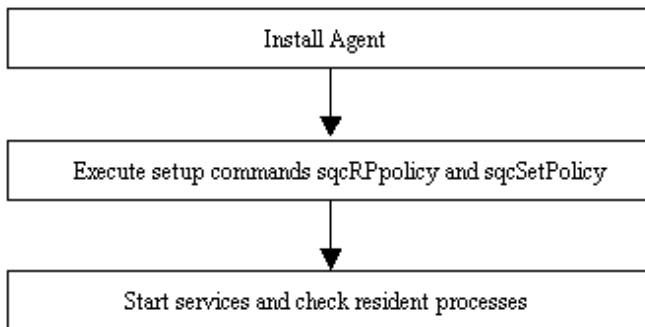 Install Agent
Execute setup commands sqcRPpolicy and sqcSetPolicy
Start services and check resident processes